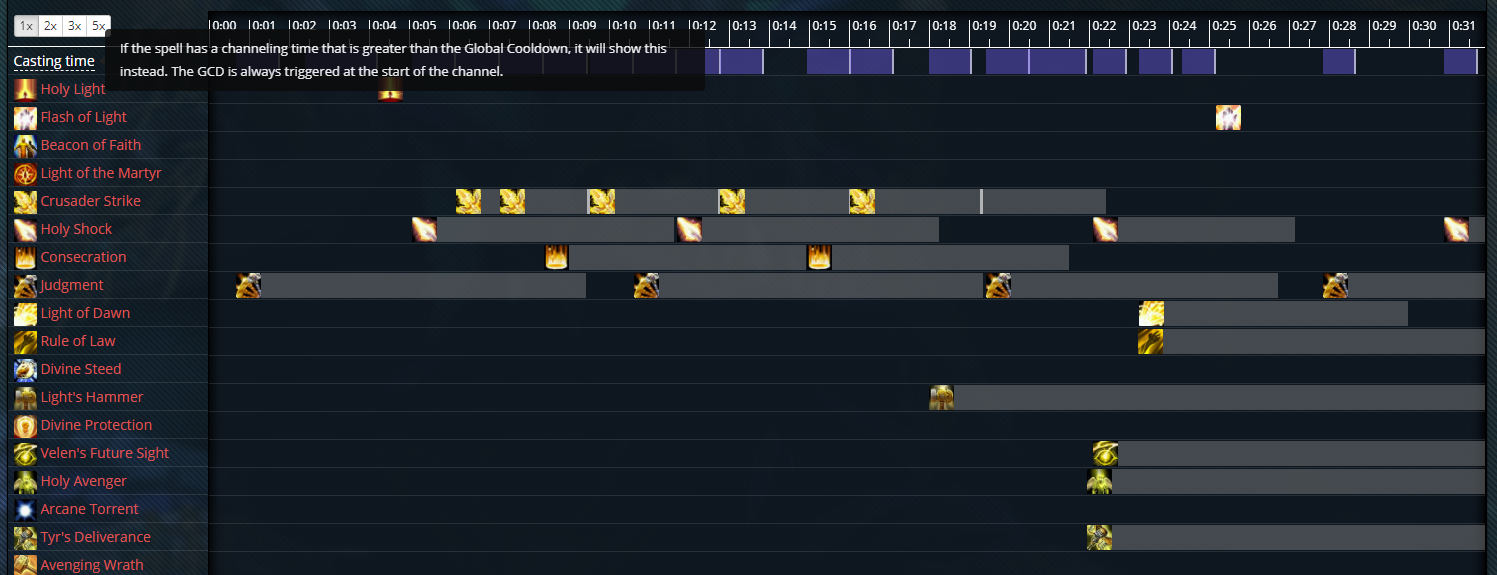 1x 2x 3x 5x
0:00 0:01 0:02 0:03 0:04 0:05 0:06 0:07 0:08 0:09 0:10 0:11 0:12 0:13 0:14 0:15 0:16 0:17 0:18 0:19 0:20 0:21 0:22 0:23 0:24 0:25 0:26 0:27 0:28 0:29 0:30 0:31
If the spell has a channeling time that is greater than the Global Cooldown, it will show this
instead. The GCD is always triggered at the start of the channel.
Casting time
Holy Light
Flash of Light
Beacon of Faith
Light of the Martyr
Crusader Strike
Holy Shock
Consecration
Judgment
Light of Dawn
Rule of Law
Divine Steed
Light's Hammer
Divine Protection
Velen's Future Sight
Holy Avenger
Arcane Torrent
Tyr's Deliverance
Avenging Wrath